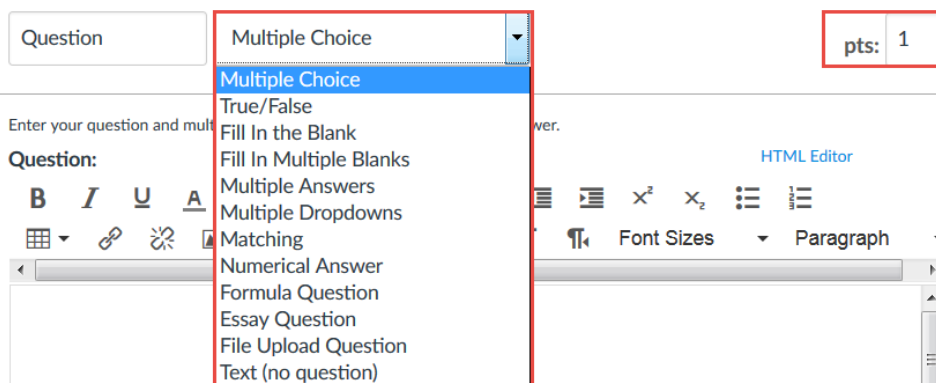 Question
Multiple Choice
pts: 1
Multiple Choice
True/False
Enter your question and mult
wer.
Fill In the Blank
Question:
Fill In Multiple Blanks
HTML Editor
Multiple Answers
B I U A
Multiple Dropdowns
Matching
Font Sizes
Paragraph
Numerical Answer
Formula Question
Essay Question
File Upload Question
Text (no question)